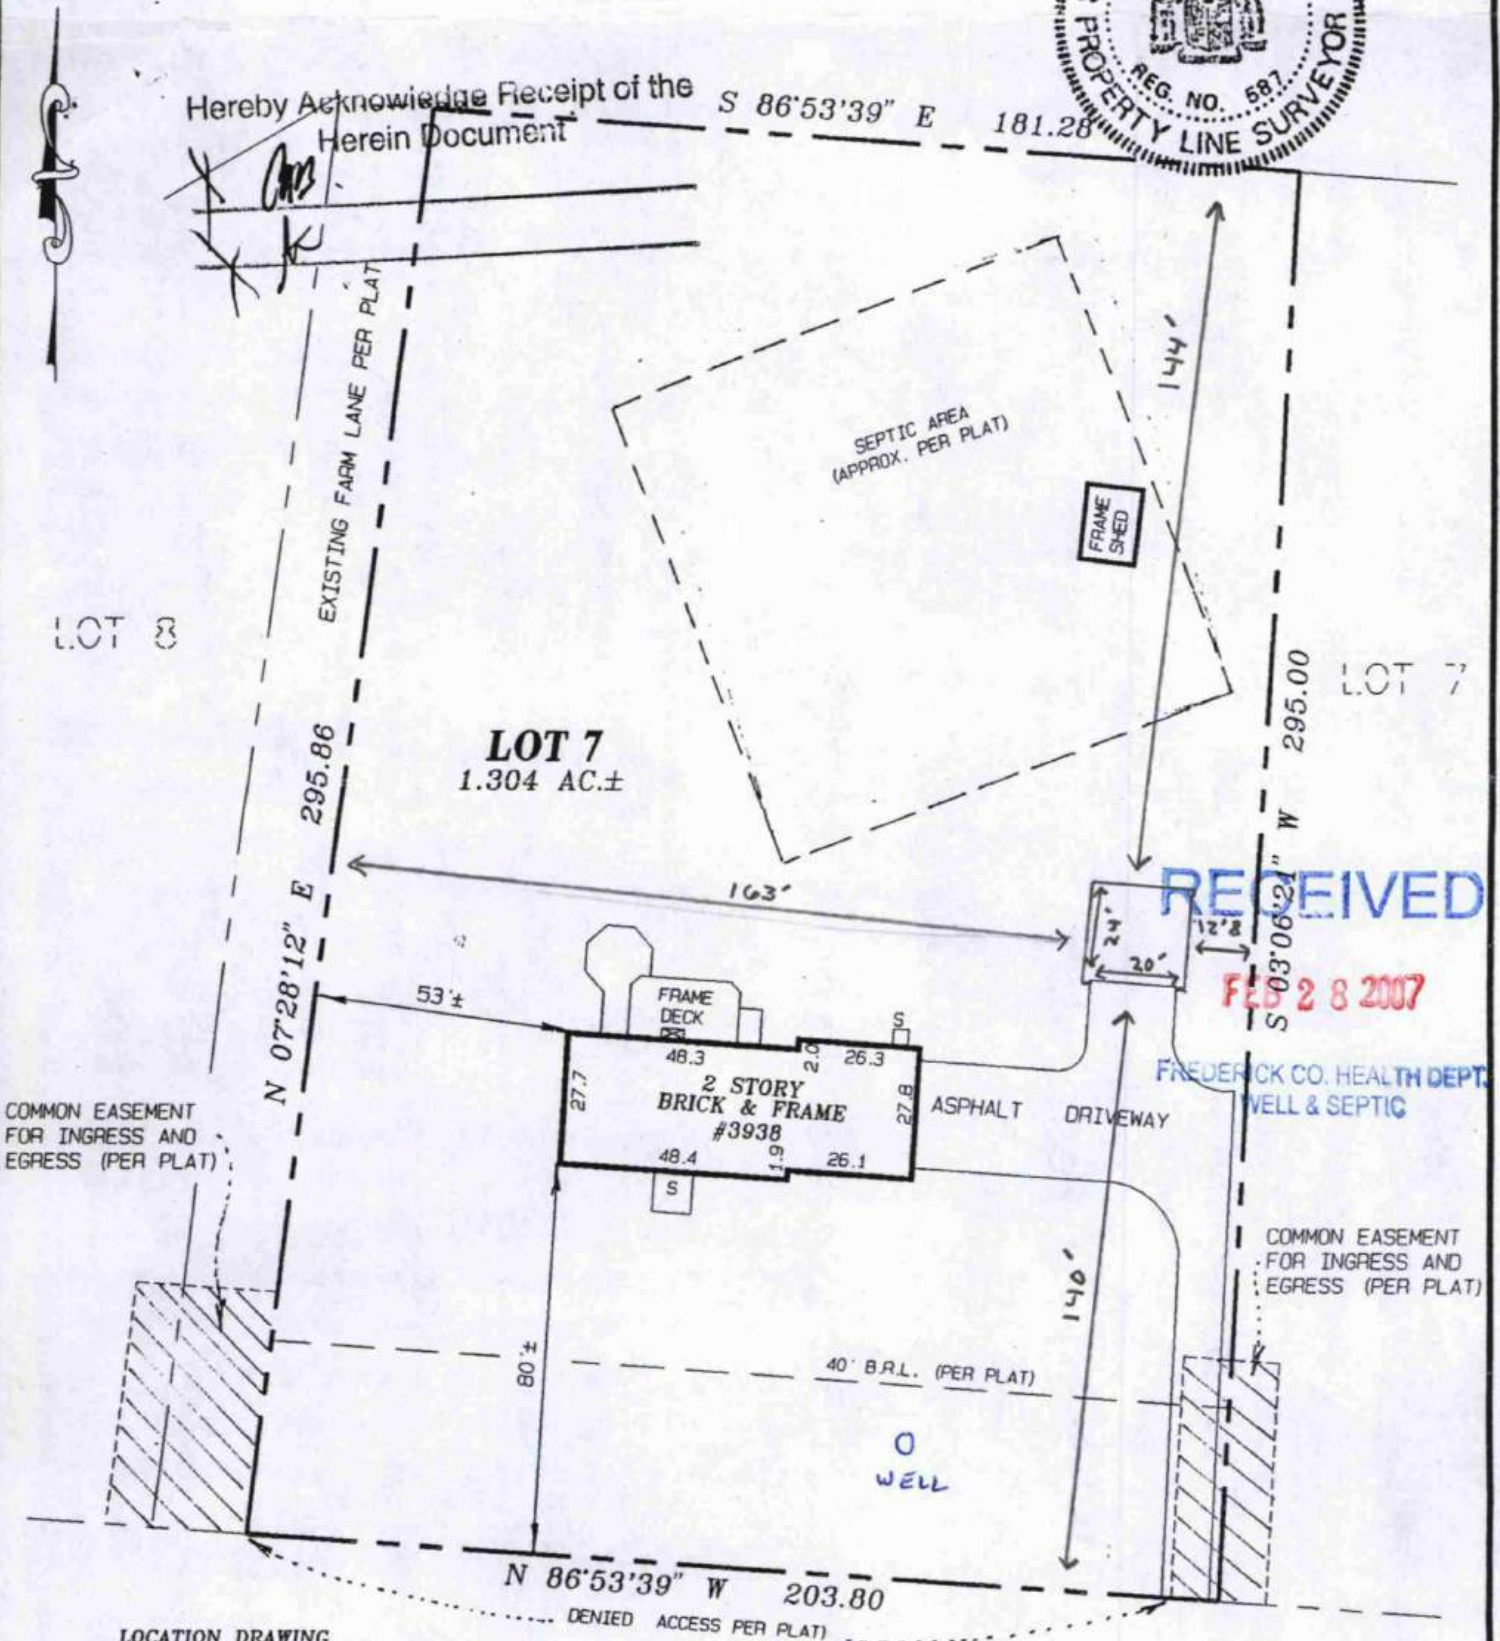 PROPERTY LINE SURVEYOR
REG. NO. 587
Hereby Acknowledge Receipt of the
Herein Document
S 86°53'39" E 181.28
X
X
EXISTING FARM LANE PER PLAT
144'
SEPTIC AREA
(APPROX. PER PLAT)
FRAME
SHED
LOT 8
LOT 7
N 07°28'12" E 295.86
S 03°06'21" W 295.00
LOT 7
1.304 AC.±
163'
RECEIVED
24'
20'
12'8
FEB 28 2007
FREDERICK CO. HEALTH DEPT.
WELL & SEPTIC
53'±
FRAME
DECK
S
48.3
2.0
26.3
27.7
2 STORY
BRICK & FRAME
#3938
27.8
48.4
1.9
26.1
S
ASPHALT DRIVEWAY
COMMON EASEMENT
FOR INGRESS AND
EGRESS (PER PLAT)
COMMON EASEMENT
FOR INGRESS AND
EGRESS (PER PLAT)
140'
80'±
40' B.R.L. (PER PLAT)
O
WELL
N 86°53'39" W 203.80
DENIED ACCESS PER PLAT)
LOCATION DRAWING